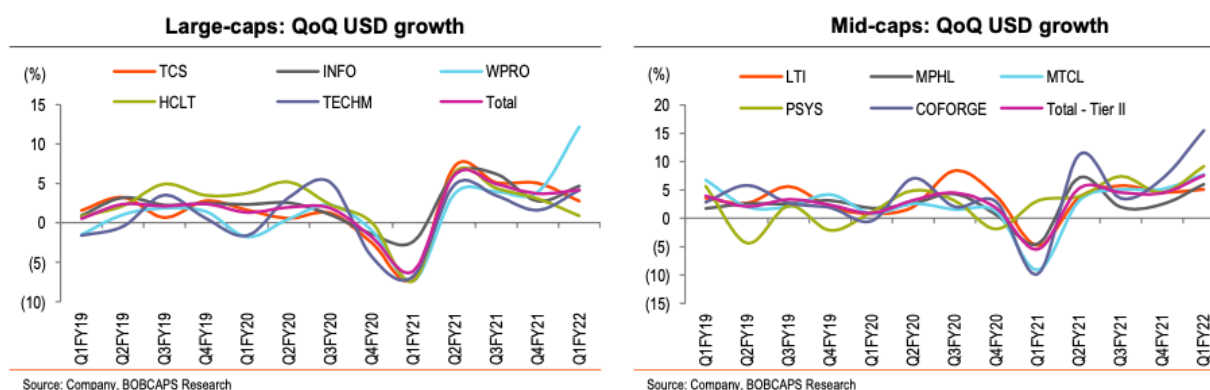 Large-caps: QoQ USD growth
(%)
TCS INFO WPRO
HCLT TECHM Total
15
10
5
0
(5)
(10)
Q1FY19 Q2FY19 Q3FY19 Q4FY19 Q1FY20 Q2FY20 Q3FY20 Q4FY20 Q1FY21 Q2FY21 Q3FY21 Q4FY21 Q1FY22
Source: Company, BOBCAPS Research
Mid-caps: QoQ USD growth
(%)
LTI MPHL MTCL
PSYS COFORGE Total - Tier II
20
15
10
5
0
(5)
(10)
(15)
Q1FY19 Q2FY19 Q3FY19 Q4FY19 Q1FY20 Q2FY20 Q3FY20 Q4FY20 Q1FY21 Q2FY21 Q3FY21 Q4FY21 Q1FY22
Source: Company, BOBCAPS Research